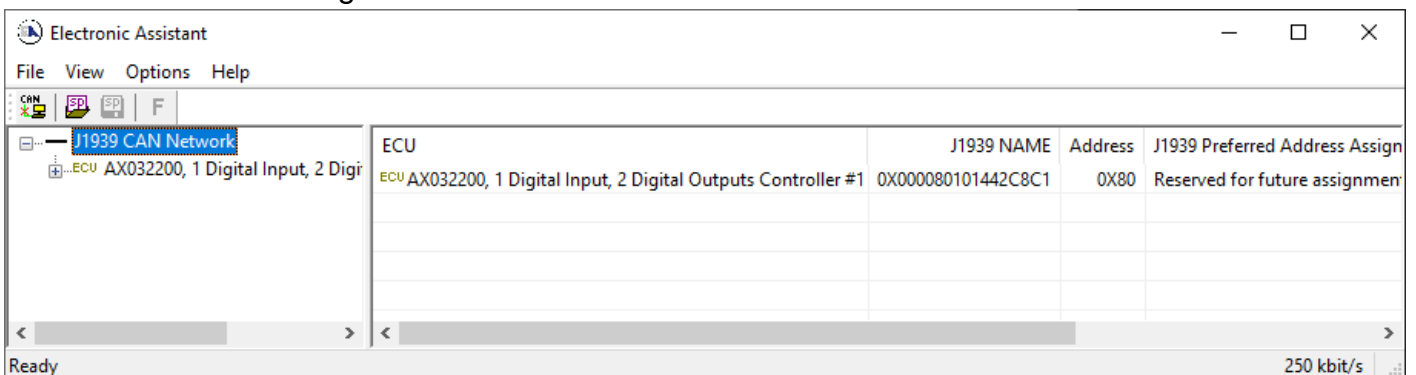 Electronic Assistant
File View Options Help
CAN SP SP F
J1939 CAN Network
ECU AX032200, 1 Digital Input, 2 Digi
ECU J1939 NAME Address J1939 Preferred Address Assign
ECU AX032200, 1 Digital Input, 2 Digital Outputs Controller #1 0X000080101442C8C1 0X80 Reserved for future assignmen
Ready 250 kbit/s